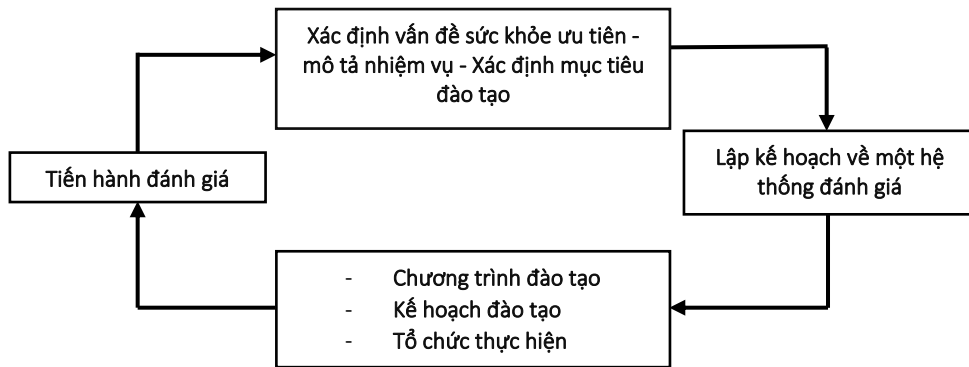 Xác định vấn đề sức khỏe ưu tiên -
mô tả nhiệm vụ - Xác định mục tiêu
đào tạo
Lập kế hoạch về một hệ
thống đánh giá
- Chương trình đào tạo
- Kế hoạch đào tạo
- Tổ chức thực hiện
Tiến hành đánh giá